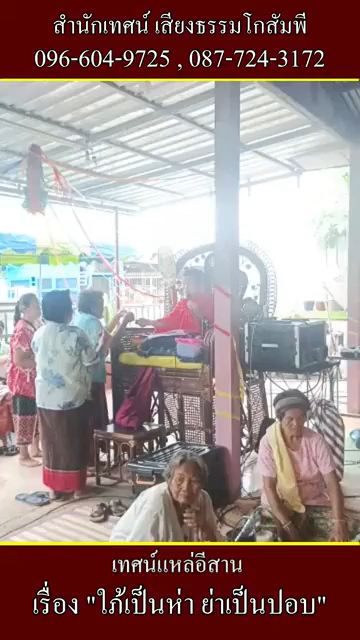 สำนักเทศน์ เสียงธรรมโกสัมพี
096-604-9725 , 087-724-3172
เทศน์แหล่อีสาน
เรื่อง "ใภ้เป็นห่า ย่าเป็นปอบ"